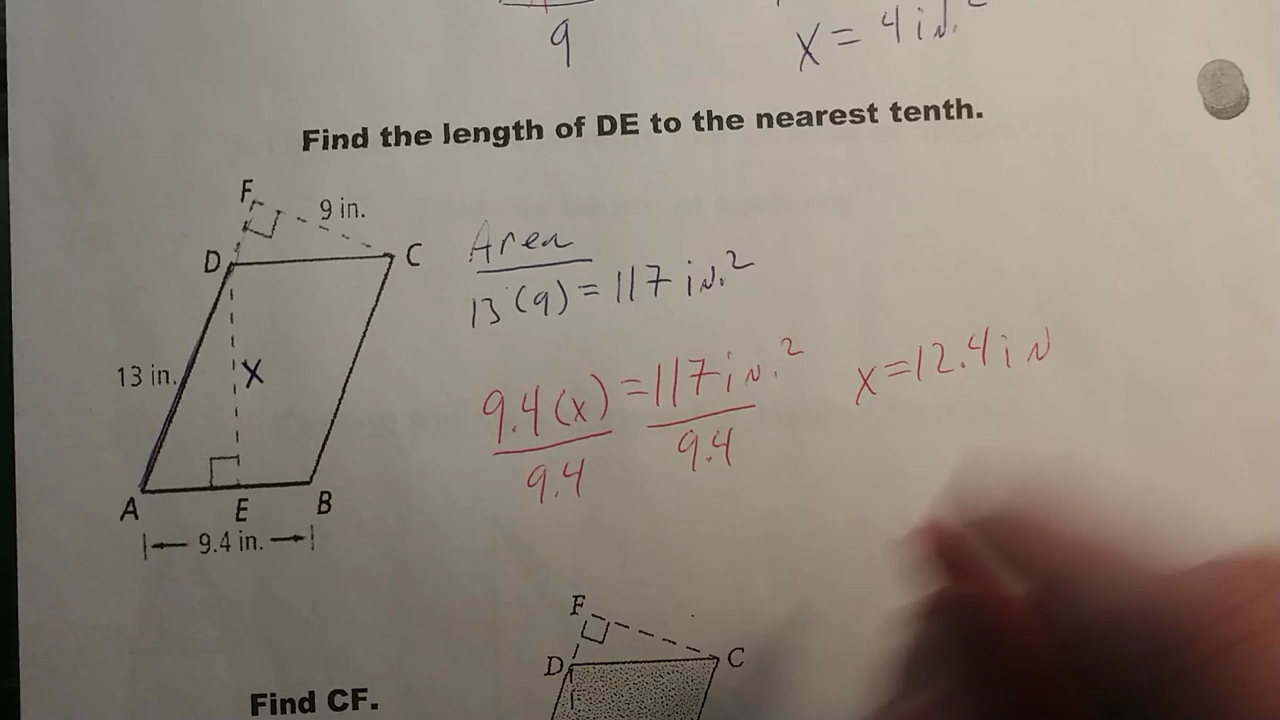 9
x = 4 in.²
Find the length of DE to the nearest tenth.
F
9 in.
D
C
Area
13 (9) = 117 in.²
13 in.
X
9.4 (x) = 117 in.²
9.4 9.4
x = 12.4 in
A
E
B
9.4 in.
F
D
C
Find CF.